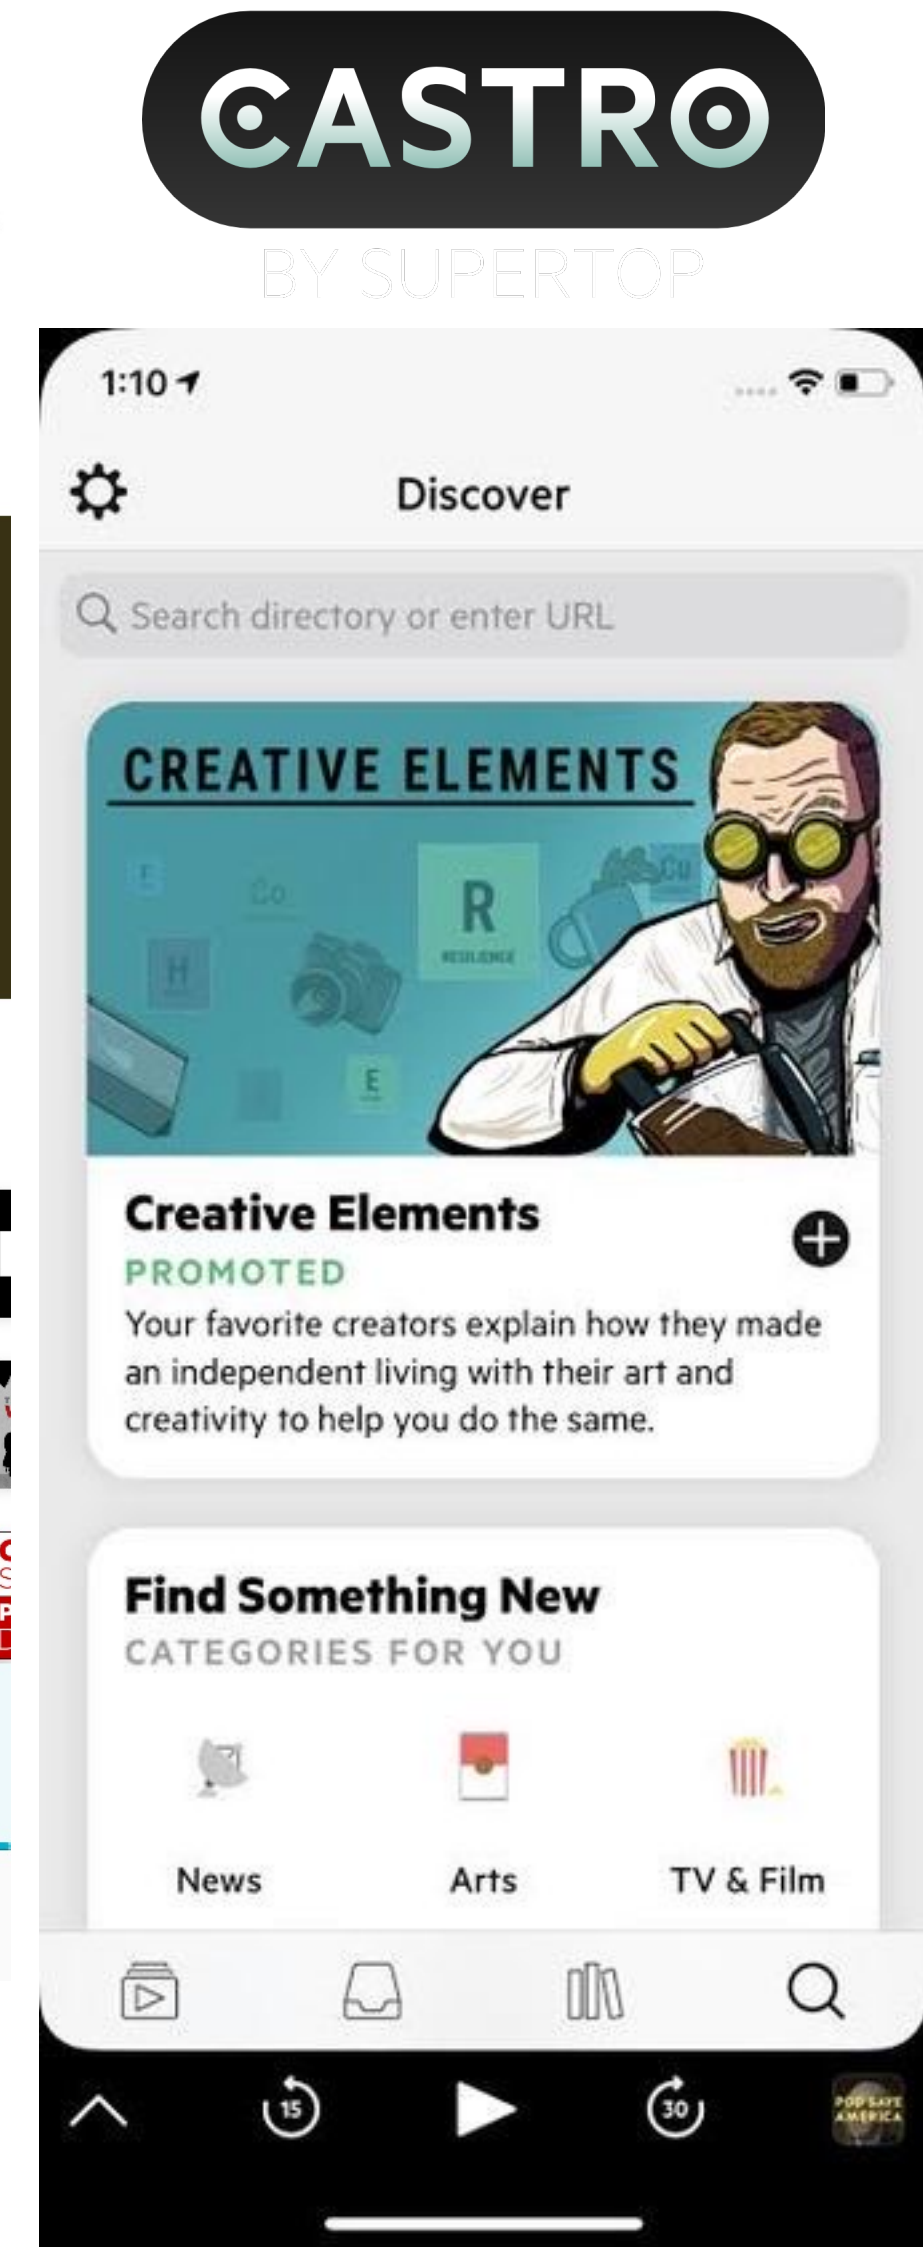 CASTRO
BY SUPERTOP
1:10
Discover
Search directory or enter URL
CREATIVE ELEMENTS
E
Co
R
Cu
RESILIENCE
H
E
Creative Elements
PROMOTED
Your favorite creators explain how they made
an independent living with their art and
creativity to help you do the same.
Find Something New
CATEGORIES FOR YOU
News
Arts
TV & Film
15
30
POD SAVE
AMERICA